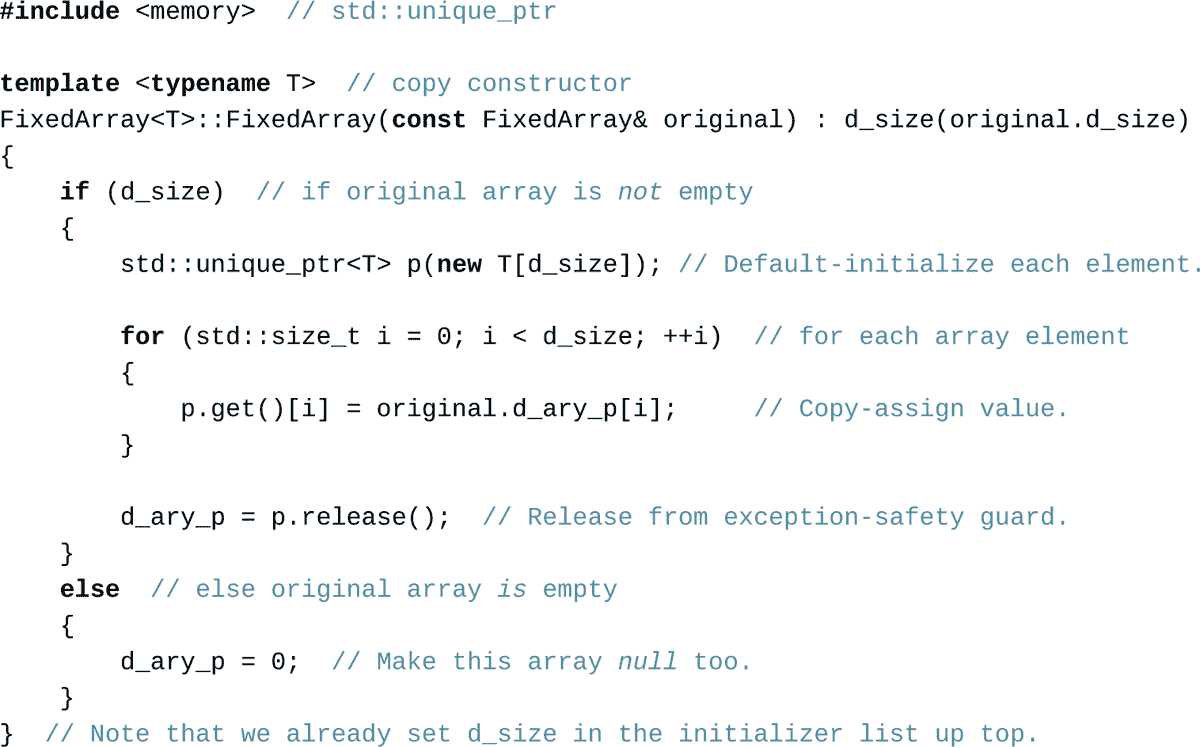 #include <memory>  // std::unique_ptr

template <typename T>  // copy constructor
FixedArray<T>::FixedArray(const FixedArray& original) : d_size(original.d_size)
{
    if (d_size)  // if original array is not empty
    {
        std::unique_ptr<T> p(new T[d_size]); // Default-initialize each element.

        for (std::size_t i = 0; i < d_size; ++i)  // for each array element
        {
            p.get()[i] = original.d_ary_p[i];     // Copy-assign value.
        }

        d_ary_p = p.release();  // Release from exception-safety guard.
    }
    else  // else original array is empty
    {
        d_ary_p = 0;  // Make this array null too.
    }
}  // Note that we already set d_size in the initializer list up top.